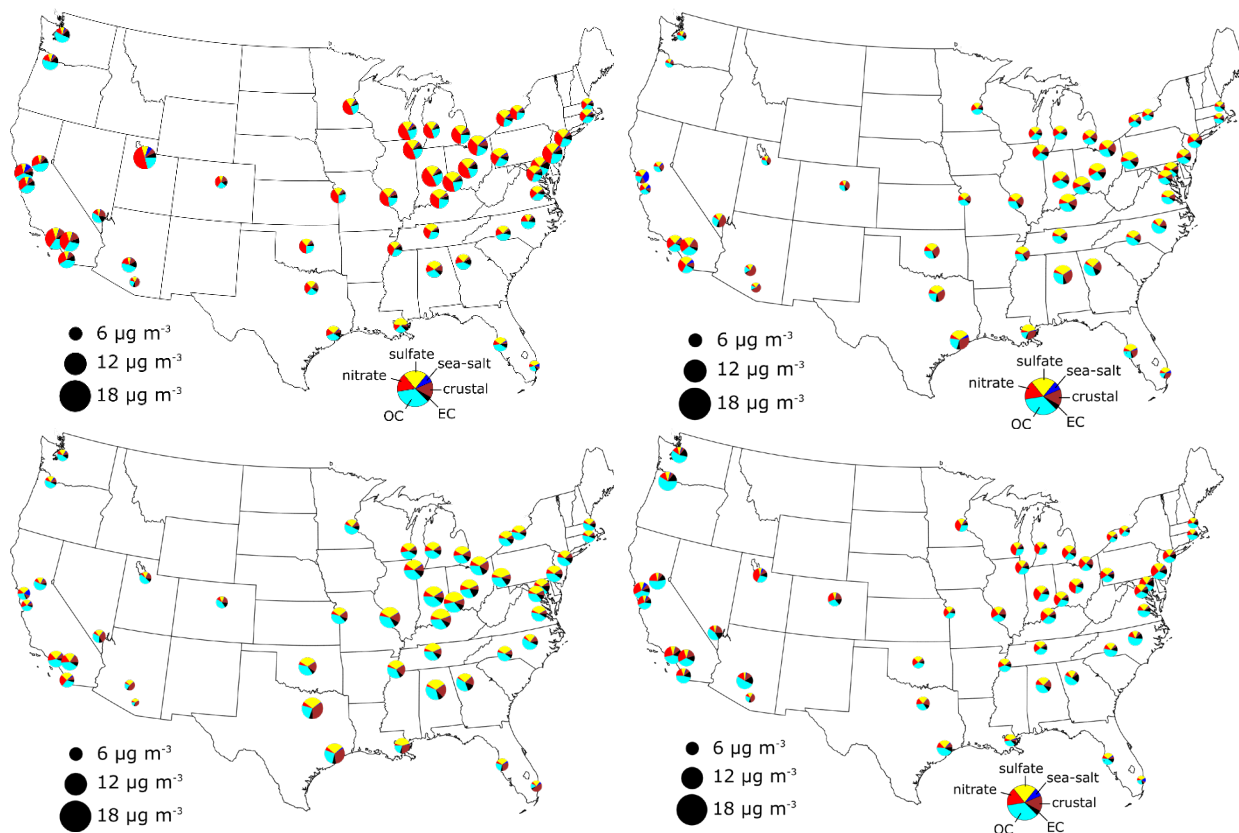 6 µg m⁻³
12 µg m⁻³
18 µg m⁻³
sulfate
sea-salt
nitrate
crustal
OC
EC
6 µg m⁻³
12 µg m⁻³
18 µg m⁻³
sulfate
sea-salt
nitrate
crustal
OC
EC
6 µg m⁻³
12 µg m⁻³
18 µg m⁻³
6 µg m⁻³
12 µg m⁻³
18 µg m⁻³
sulfate
sea-salt
nitrate
crustal
OC
EC